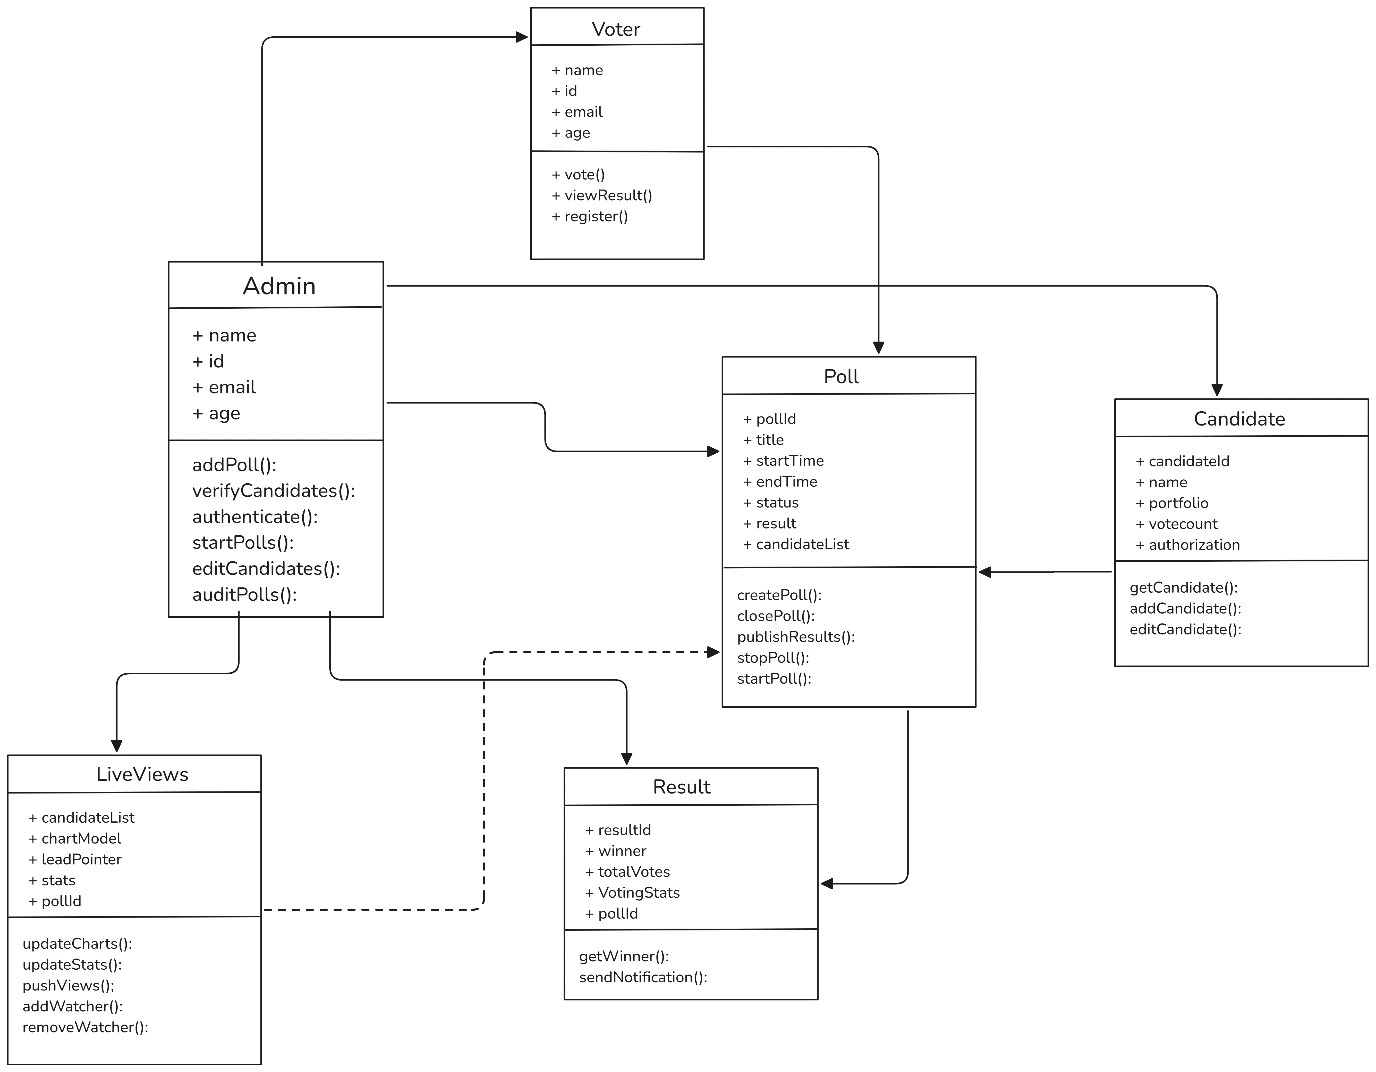 Voter
+ name
+ id
+ email
+ age
+ vote()
+ viewResult()
+ register()
Admin
+ name
+ id
+ email
+ age
addPoll():
verifyCandidates():
authenticate():
startPolls():
editCandidates():
auditPolls():
Poll
+ pollId
+ title
+ startTime
+ endTime
+ status
+ result
+ candidateList
createPoll():
closePoll():
publishResults():
stopPoll():
startPoll():
Candidate
+ candidateId
+ name
+ portfolio
+ votecount
+ authorization
getCandidate():
addCandidate():
editCandidate():
LiveViews
+ candidateList
+ chartModel
+ leadPointer
+ stats
+ pollId
updateCharts():
updateStats():
pushViews();
addWatcher():
removeWatcher():
Result
+ resultId
+ winner
+ totalVotes
+ VotingStats
+ pollId
getWinner():
sendNotification():